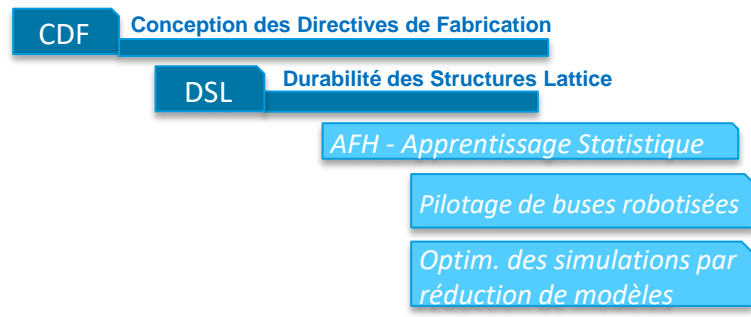 CDF
Conception des Directives de Fabrication
DSL
Durabilité des Structures Lattice
AFH - Apprentissage Statistique
Pilotage de buses robotisées
Optim. des simulations par
réduction de modèles